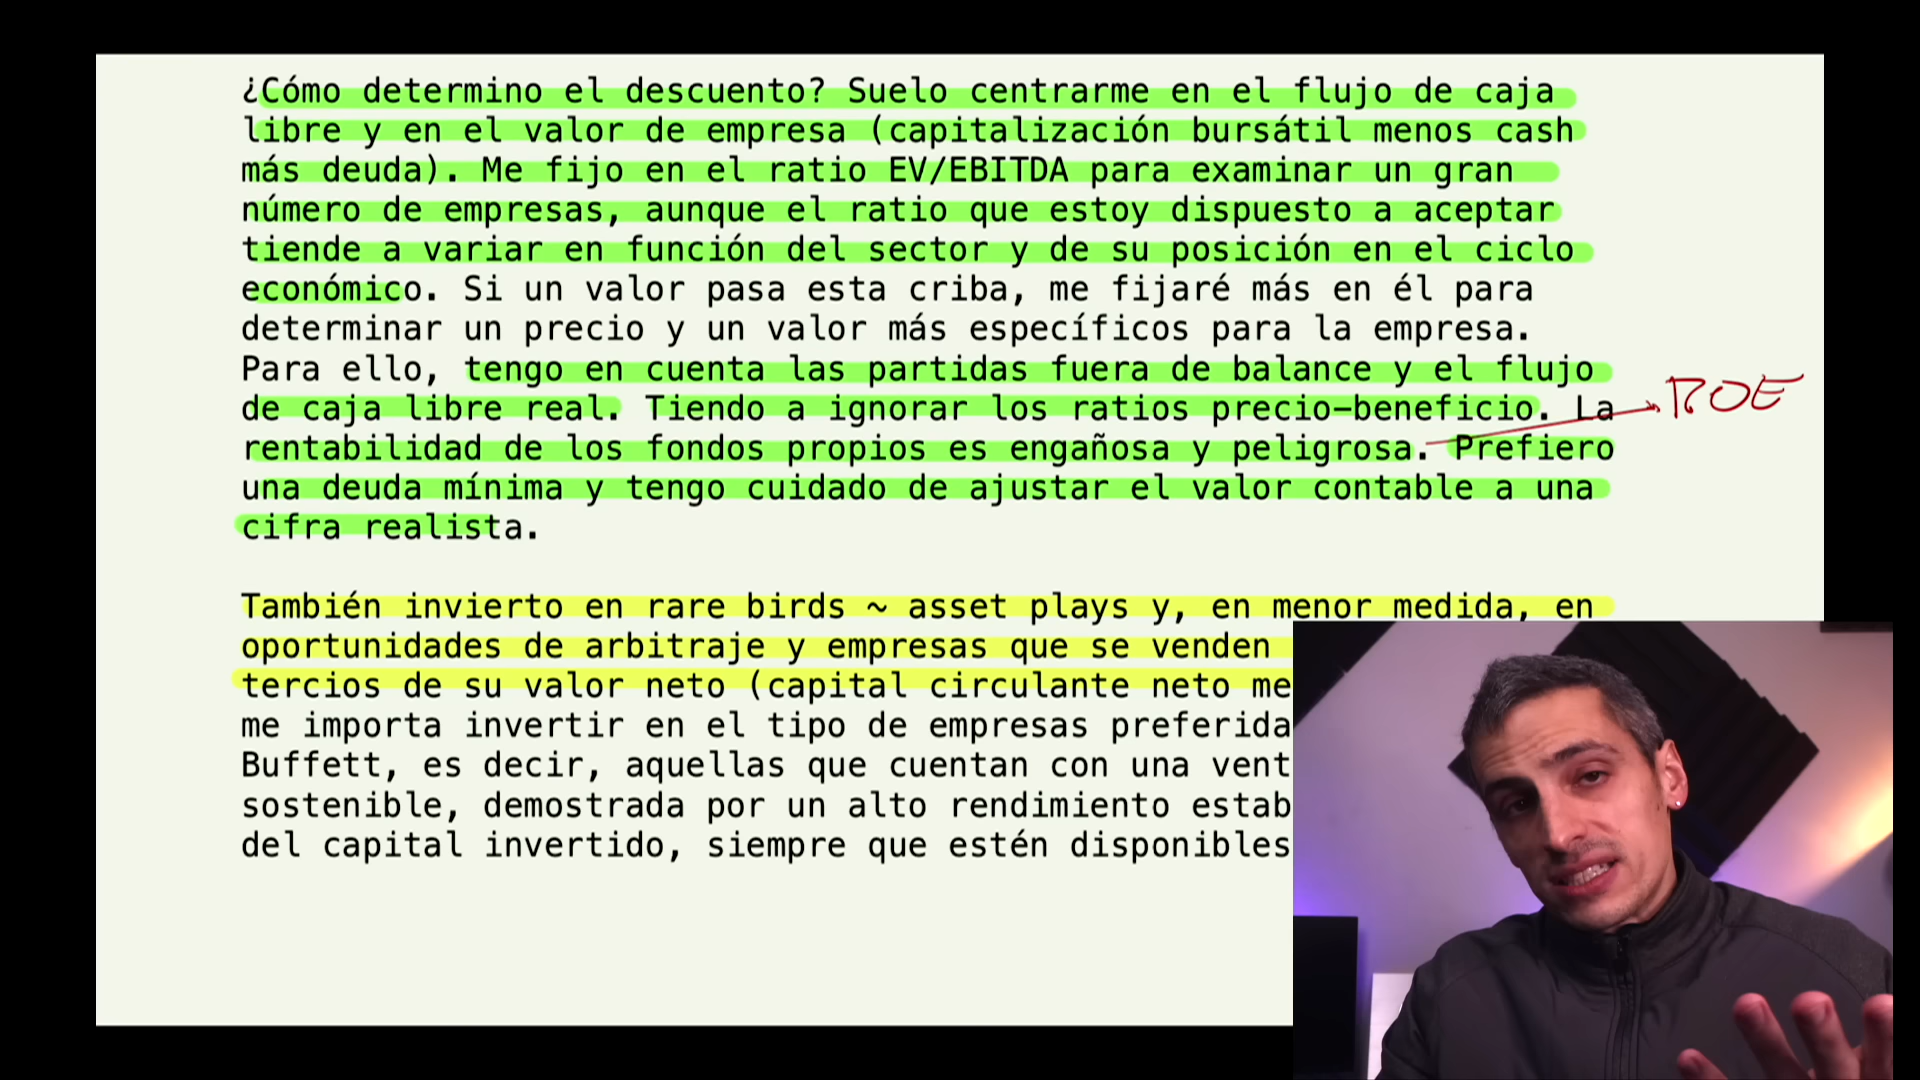 ¿Cómo determino el descuento? Suelo centrarme en el flujo de caja
libre y en el valor de empresa (capitalización bursátil menos cash
más deuda). Me fijo en el ratio EV/EBITDA para examinar un gran
número de empresas, aunque el ratio que estoy dispuesto a aceptar
tiende a variar en función del sector y de su posición en el ciclo
económico. Si un valor pasa esta criba, me fijaré más en él para
determinar un precio y un valor más específicos para la empresa.
Para ello, tengo en cuenta las partidas fuera de balance y el flujo
de caja libre real. Tiendo a ignorar los ratios precio-beneficio. La
ROE
rentabilidad de los fondos propios es engañosa y peligrosa. Prefiero
una deuda mínima y tengo cuidado de ajustar el valor contable a una
cifra realista.
También invierto en rare birds ~ asset plays y, en menor medida, en
oportunidades de arbitraje y empresas que se venden
tercios de su valor neto (capital circulante neto me
me importa invertir en el tipo de empresas preferida
Buffett, es decir, aquellas que cuentan con una vent
sostenible, demostrada por un alto rendimiento estab
del capital invertido, siempre que estén disponibles